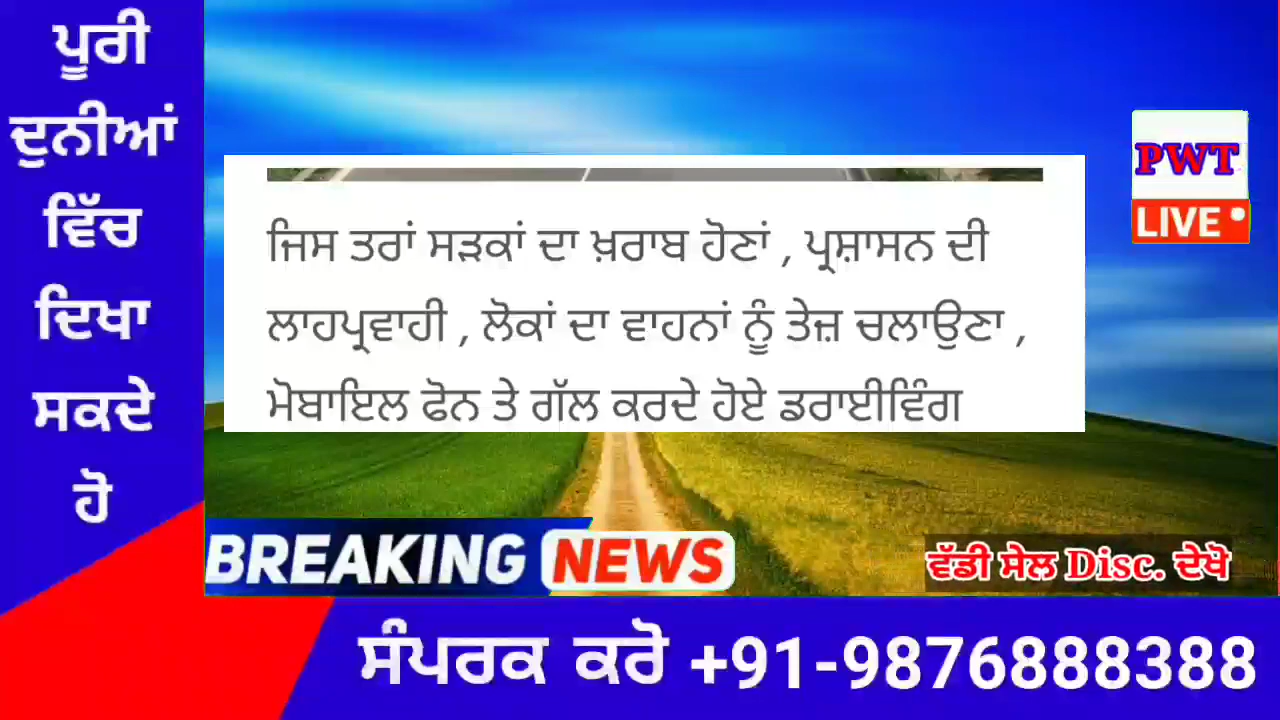 ਪੂਰੀ
ਦੁਨੀਆਂ
ਵਿੱਚ
ਦਿਖਾ
ਸਕਦੇ
ਹੋ
PWT
LIVE
ਜਿਸ ਤਰਾਂ ਸੜਕਾਂ ਦਾ ਖ਼ਰਾਬ ਹੋਣਾਂ , ਪ੍ਰਸ਼ਾਸਨ ਦੀ
ਲਾਹਪ੍ਰਵਾਹੀ , ਲੋਕਾਂ ਦਾ ਵਾਹਨਾਂ ਨੂੰ ਤੇਜ਼ ਚਲਾਉਣਾ ,
ਮੋਬਾਇਲ ਫੋਨ ਤੇ ਗੱਲ ਕਰਦੇ ਹੋਏ ਡਰਾਈਵਿੰਗ
BREAKING NEWS
ਵੱਡੀ ਸੇਲ Disc. ਦੇਖੋ
ਸੰਪਰਕ ਕਰੋ +91-9876888388